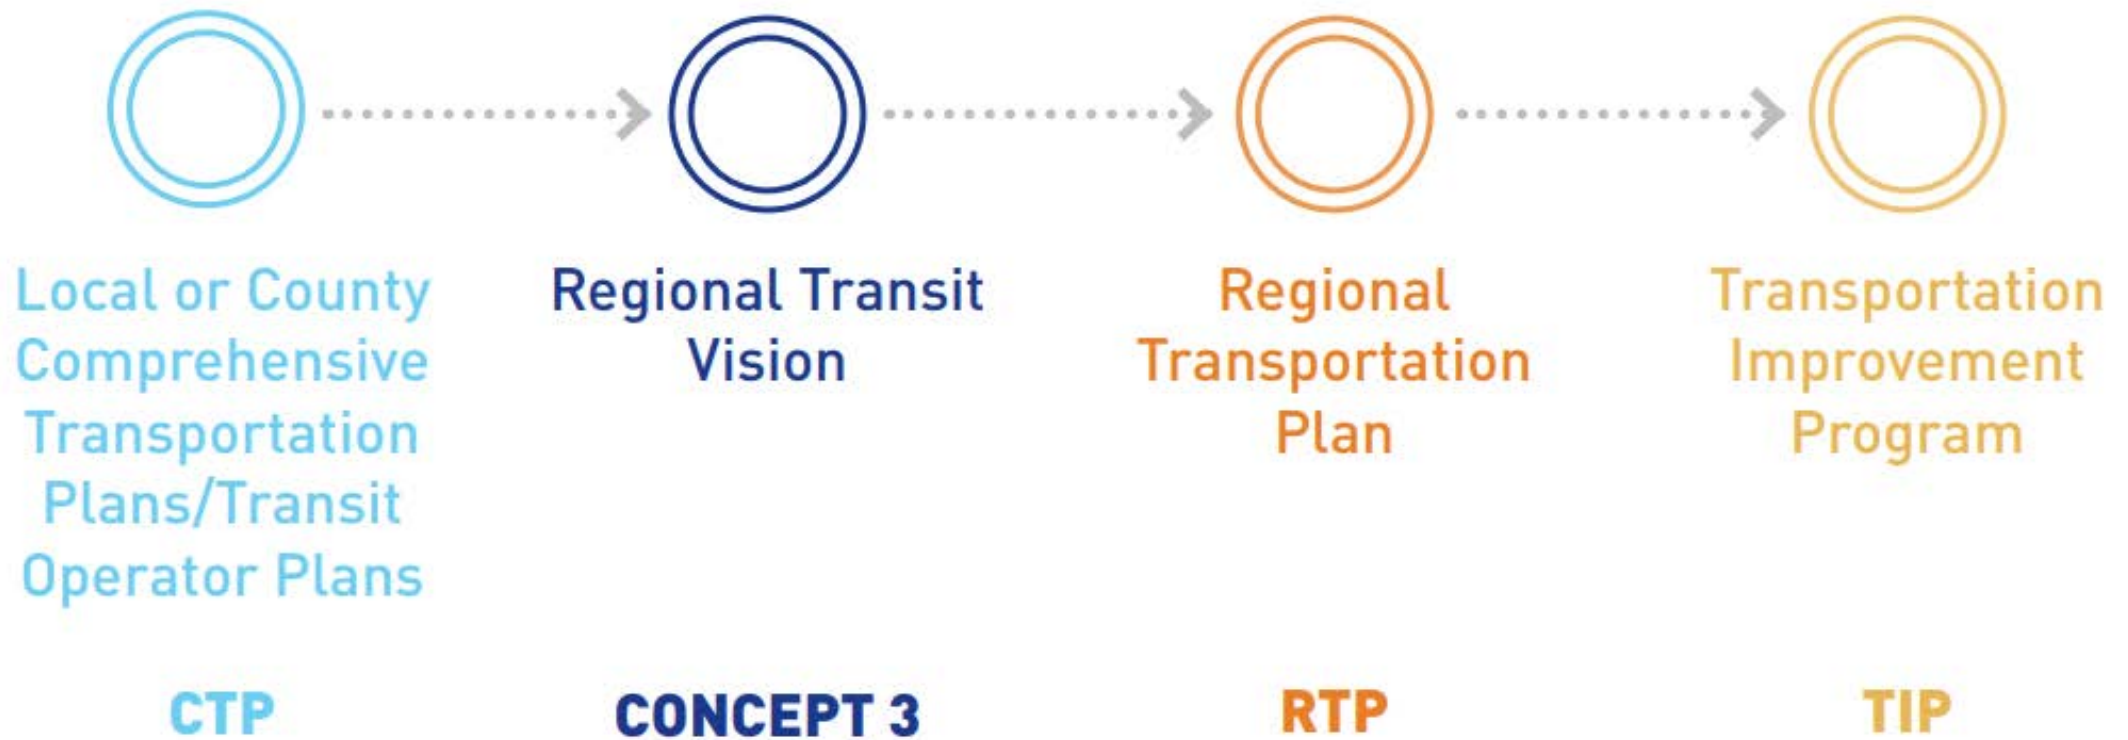 Local or County
Comprehensive
Transportation
Plans/Transit
Operator Plans
CTP
Regional Transit
Vision
CONCEPT 3
Regional
Transportation
Plan
RTP
Transportation
Improvement
Program
TIP